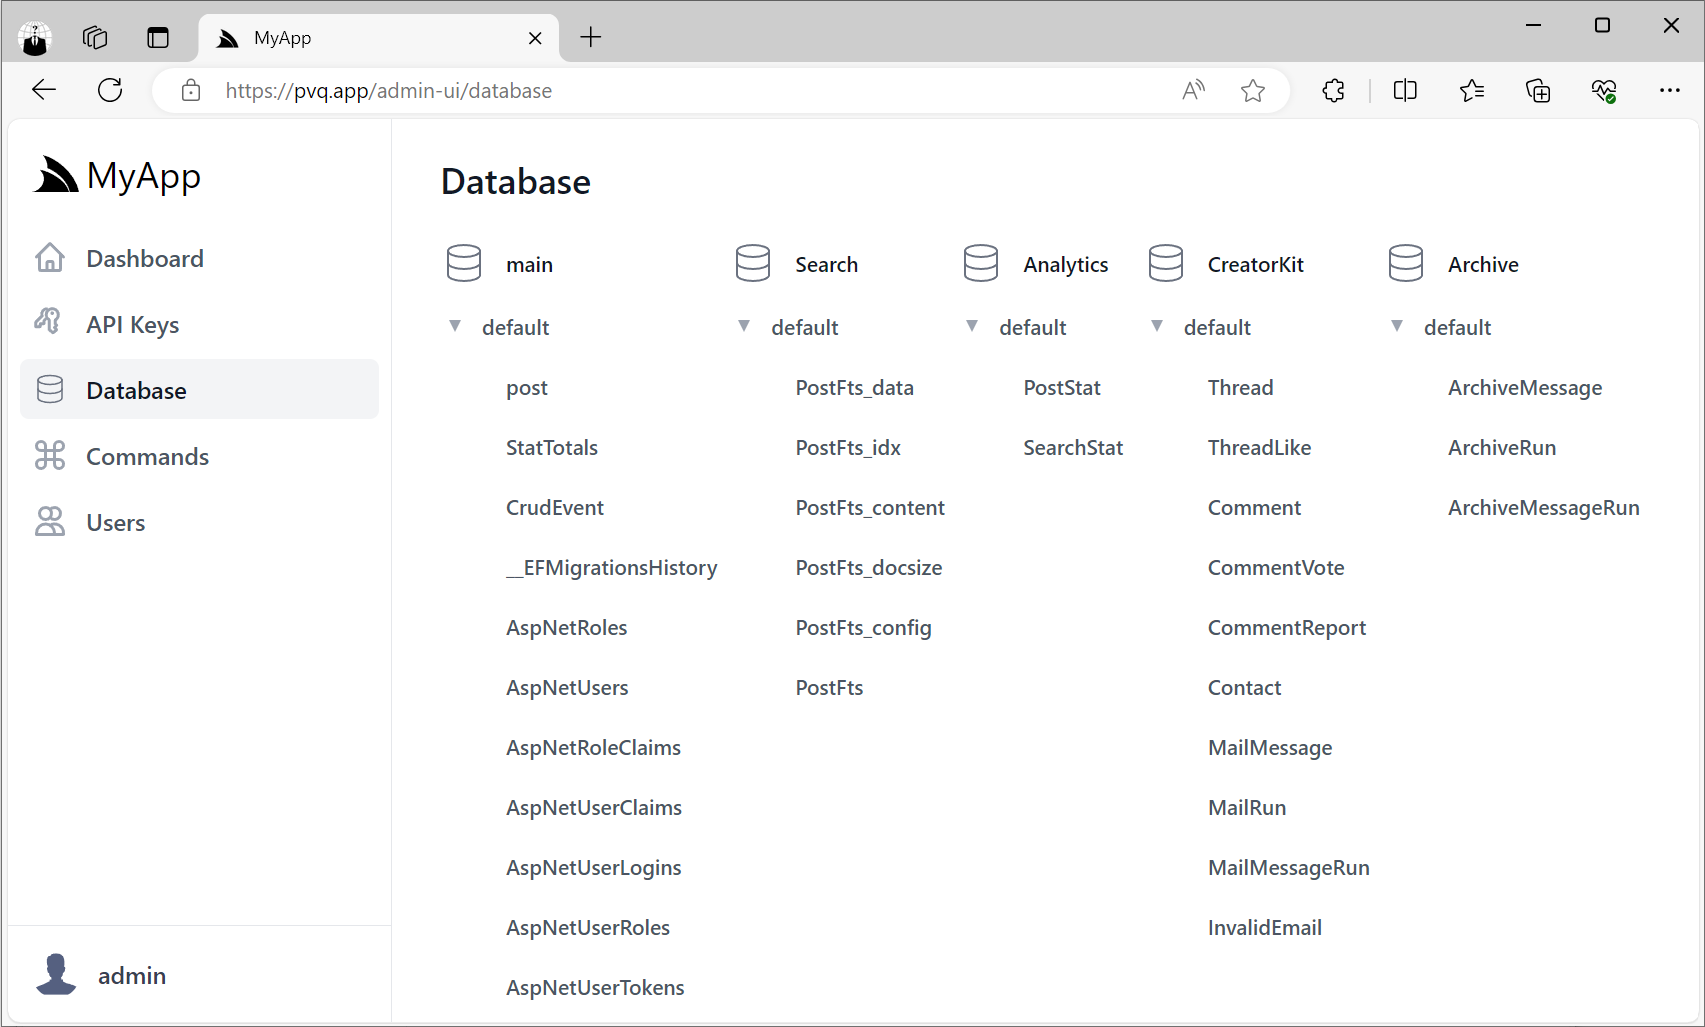 MyApp
https://pvq.app/admin-ui/database
MyApp
Dashboard
API Keys
Database
Commands
Users
admin
Database
main
default
post
StatTotals
CrudEvent
__EFMigrationsHistory
AspNetRoles
AspNetUsers
AspNetRoleClaims
AspNetUserClaims
AspNetUserLogins
AspNetUserRoles
AspNetUserTokens
Search
default
PostFts_data
PostFts_idx
PostFts_content
PostFts_docsize
PostFts_config
PostFts
Analytics
default
PostStat
SearchStat
CreatorKit
default
Thread
ThreadLike
Comment
CommentVote
CommentReport
Contact
MailMessage
MailRun
MailMessageRun
InvalidEmail
Archive
default
ArchiveMessage
ArchiveRun
ArchiveMessageRun